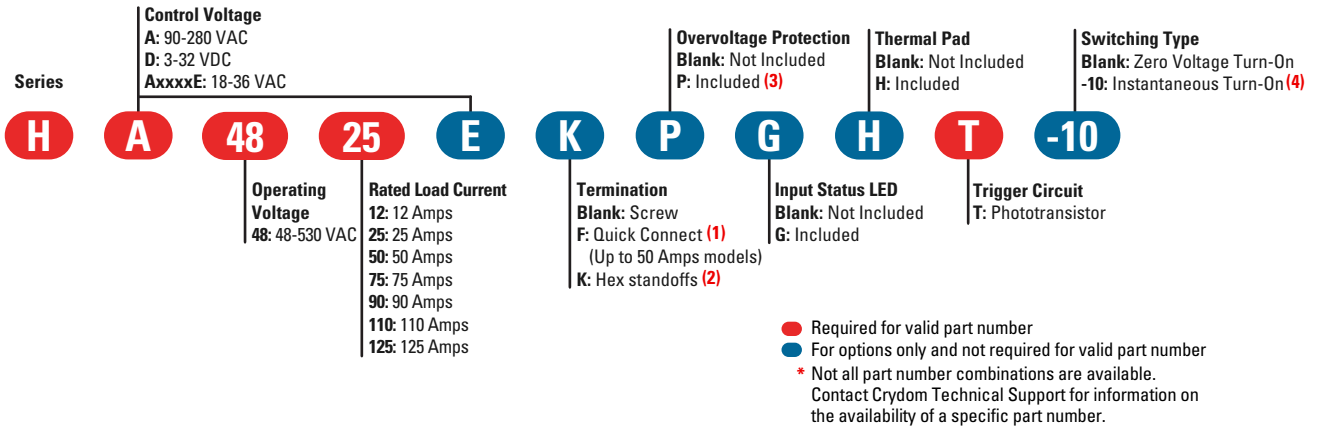 Series
Control Voltage
A: 90-280 VAC
D: 3-32 VDC
AxxxxE: 18-36 VAC
Overvoltage Protection
Blank: Not Included
P: Included (3)
Thermal Pad
Blank: Not Included
H: Included
Switching Type
Blank: Zero Voltage Turn-On
-10: Instantaneous Turn-On (4)
H A 48 25 E K P G H T -10
Operating
Voltage
48: 48-530 VAC
Rated Load Current
12: 12 Amps
25: 25 Amps
50: 50 Amps
75: 75 Amps
90: 90 Amps
110: 110 Amps
125: 125 Amps
Termination
Blank: Screw
F: Quick Connect (1)
(Up to 50 Amps models)
K: Hex standoffs (2)
Input Status LED
Blank: Not Included
G: Included
Trigger Circuit
T: Phototransistor
Required for valid part number
For options only and not required for valid part number
* Not all part number combinations are available.
Contact Crydom Technical Support for information on
the availability of a specific part number.